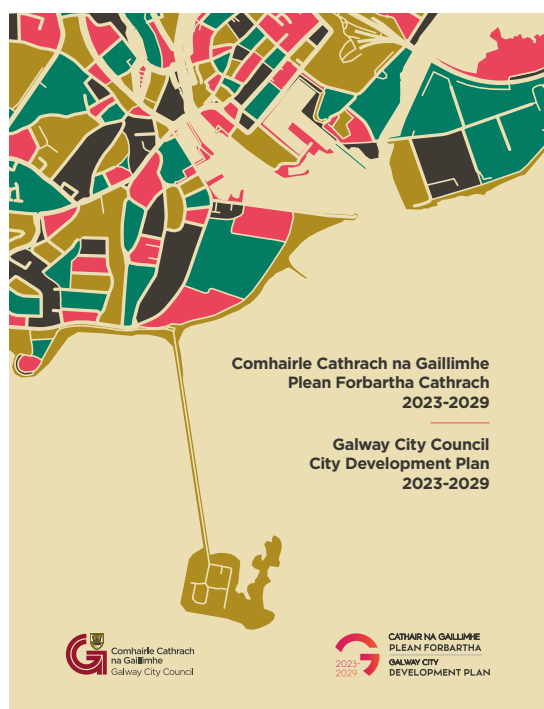 Comhairle Cathrach na Gaillimhe
Plean Forbartha Cathrach
2023-2029
Galway City Council
City Development Plan
2023-2029
Comhairle Cathrach
na Gaillimhe
Galway City Council
2023-
2029
CATHAIR NA GAILLIMHE
PLEAN FORBARTHA
GALWAY CITY
DEVELOPMENT PLAN